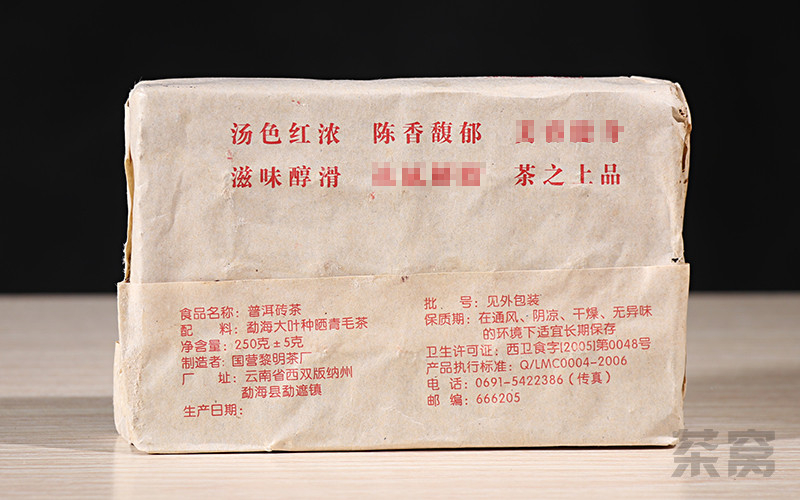 汤色红浓 陈香馥郁
滋味醇滑 茶之上品
食品名称：普洱砖茶
配 料：勐海大叶种晒青毛茶
净含量：250克±5克
制造者：国营黎明茶厂
厂 址：云南省西双版纳州
勐海县勐遮镇
生产日期：
批 号：见外包装
保质期：在通风、阴凉、干燥、无异味
的环境下适宜长期保存
卫生许可证：西卫食字[2005]第0048号
产品执行标准：Q/LMC0004-2006
电 话：0691-5422386（传真）
邮 编：666205
茶窝